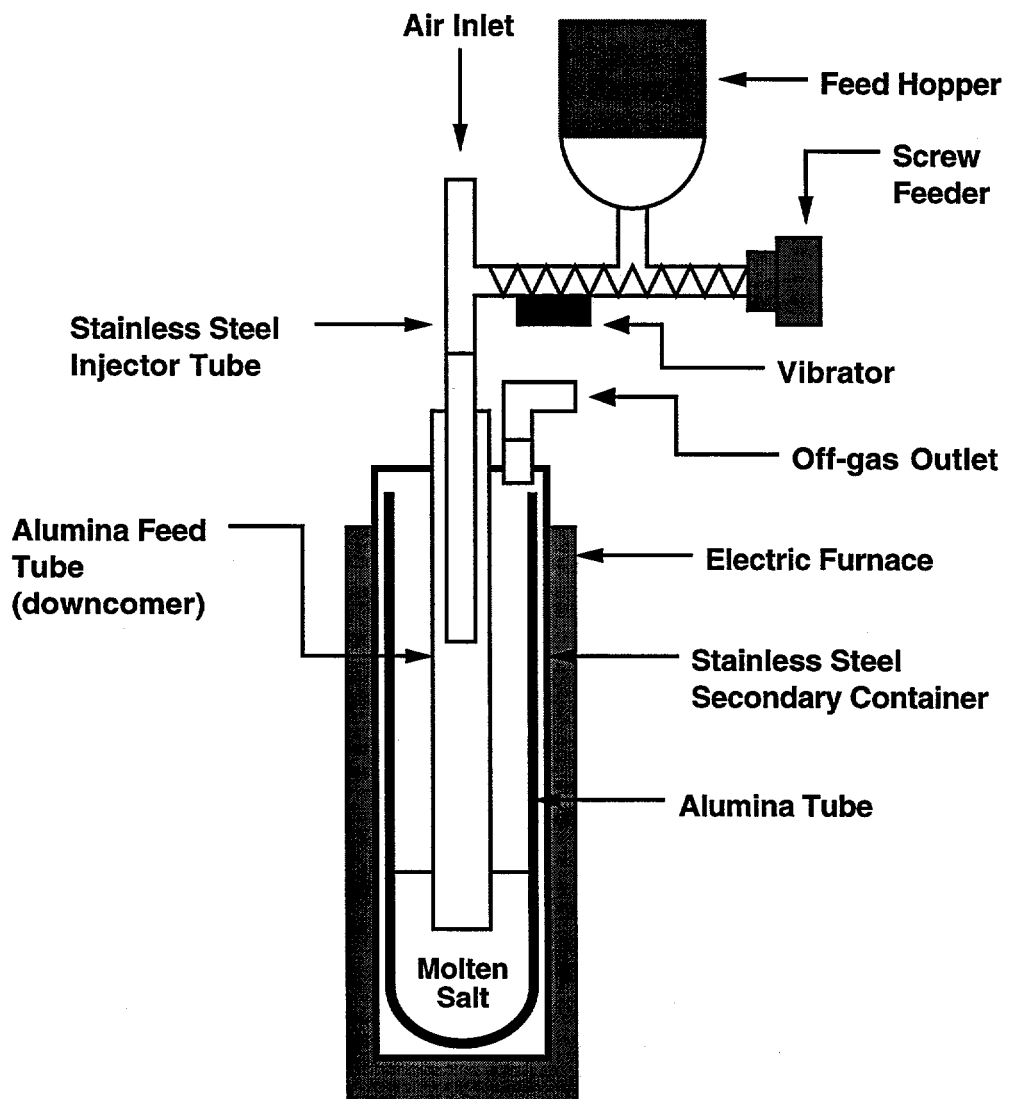 Air Inlet
Feed Hopper
Screw
Feeder
Stainless Steel
Injector Tube
Vibrator
Off-gas Outlet
Alumina Feed
Tube
(downcomer)
Electric Furnace
Stainless Steel
Secondary Container
Alumina Tube
Molten
Salt